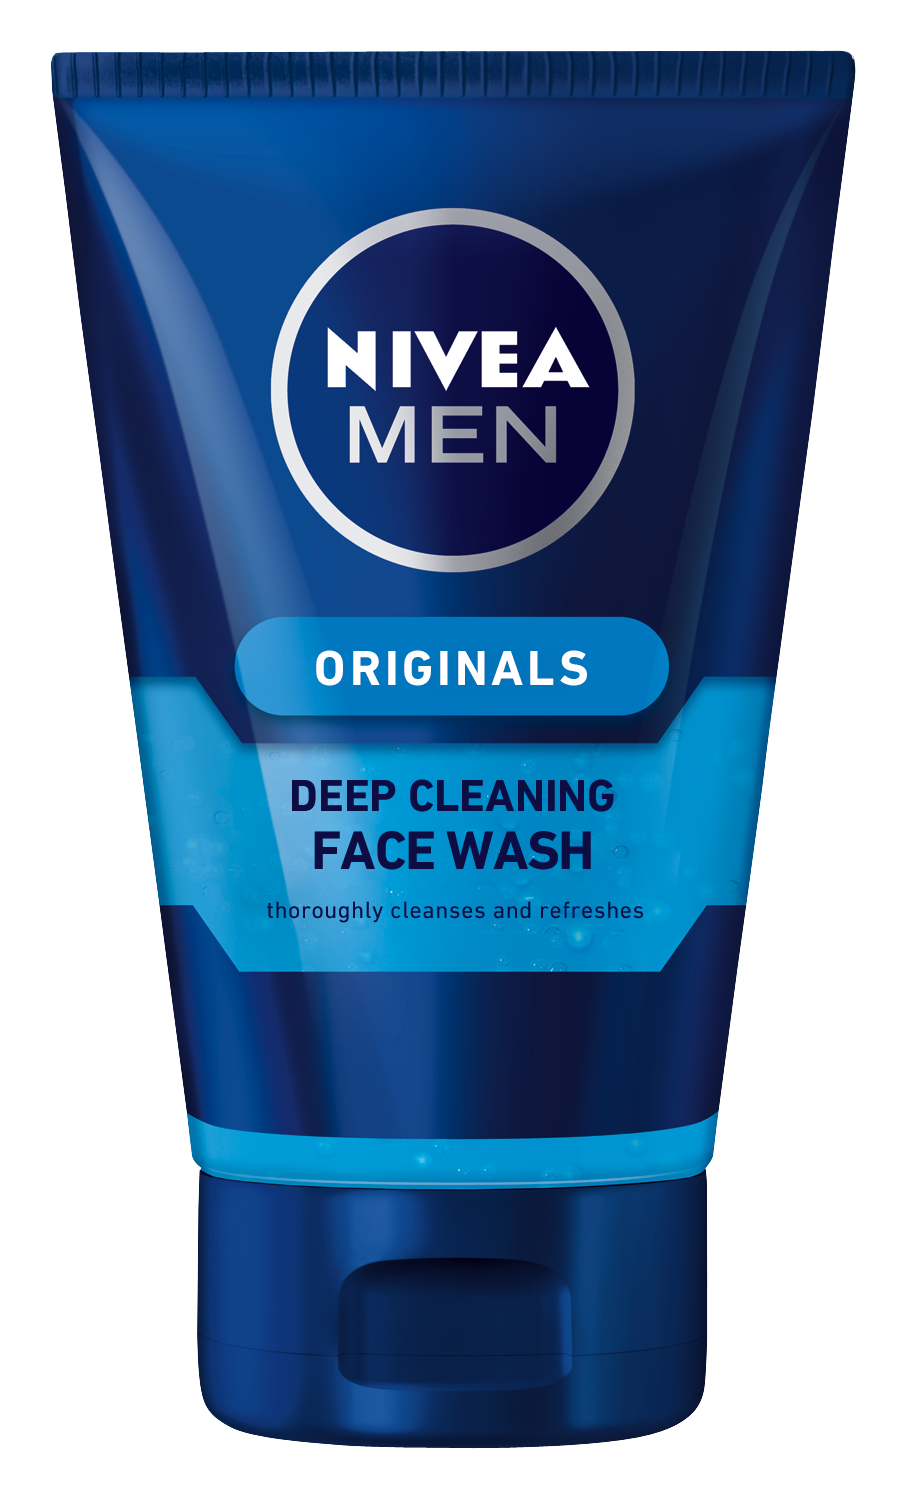 NIVEA
MEN
ORIGINALS
DEEP CLEANING
FACE WASH
thoroughly cleanses and refreshes